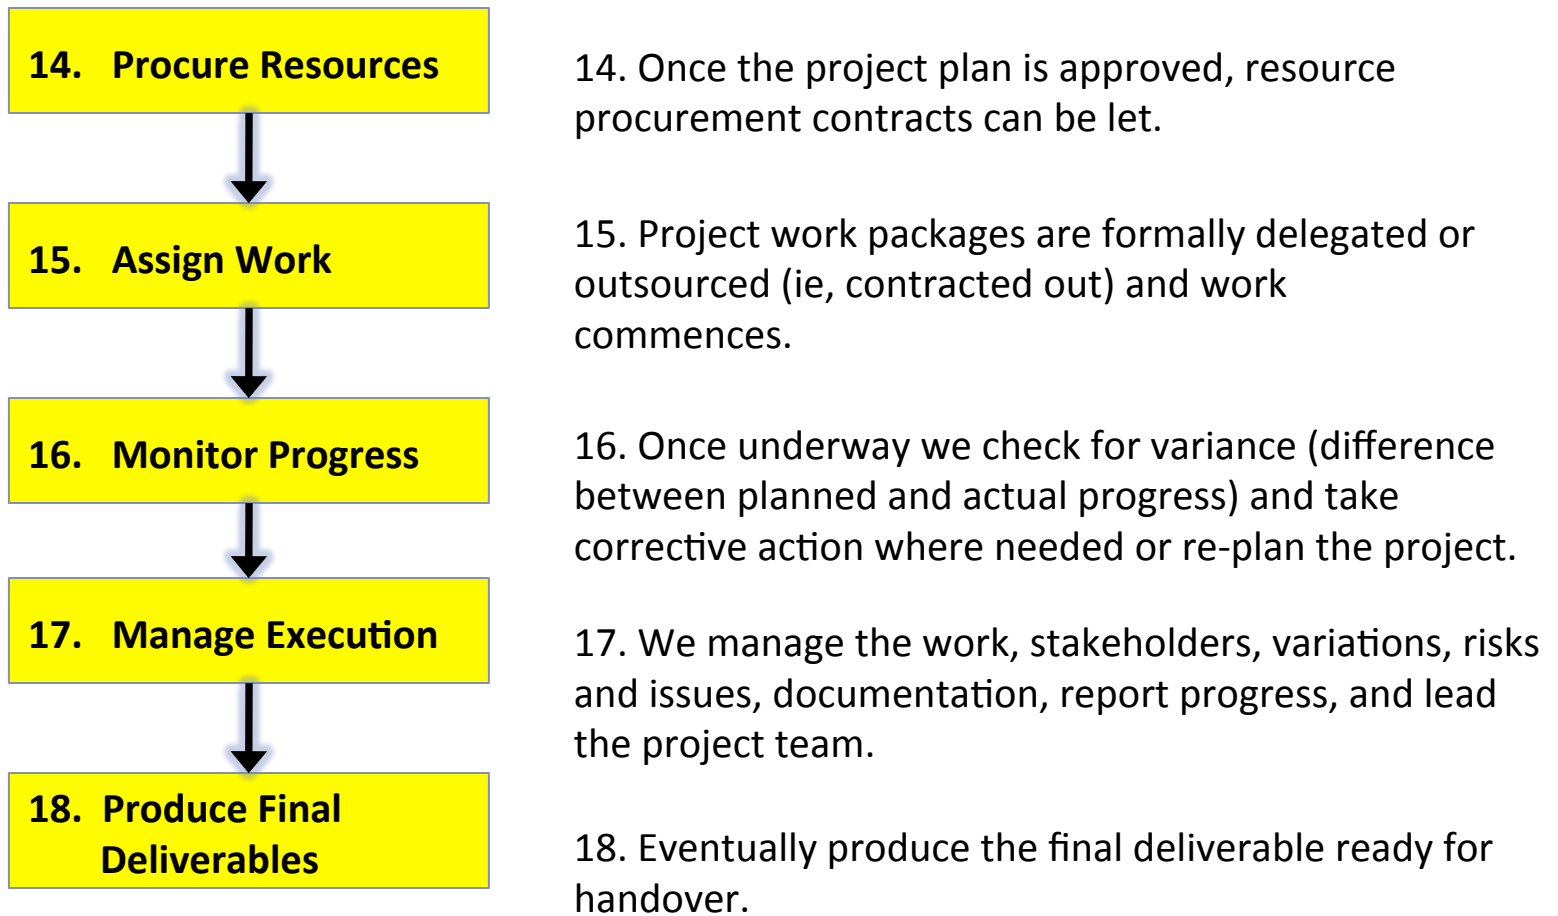 14. Procure Resources
14. Once the project plan is approved, resource
procurement contracts can be let.
15. Assign Work
15. Project work packages are formally delegated or
outsourced (ie, contracted out) and work
commences.
16. Monitor Progress
16. Once underway we check for variance (difference
between planned and actual progress) and take
corrective action where needed or re-plan the project.
17. Manage Execution
17. We manage the work, stakeholders, variations, risks
and issues, documentation, report progress, and lead
the project team.
18. Produce Final
Deliverables
18. Eventually produce the final deliverable ready for
handover.